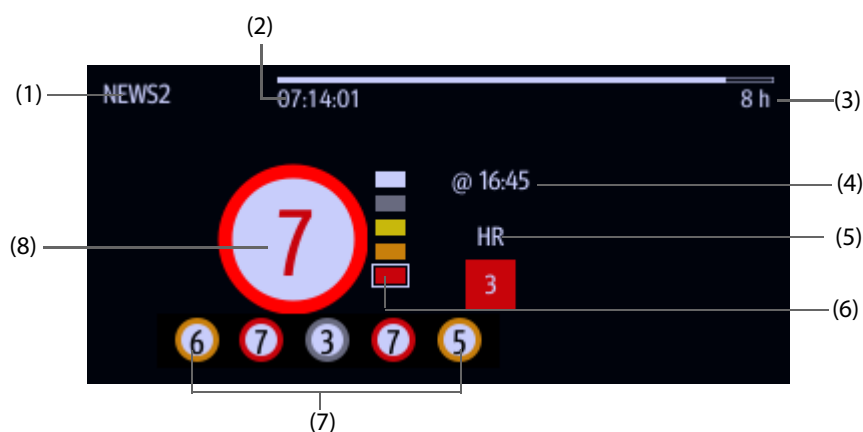 (2)
(1) NEWS2 07:14:01 8 h (3)
@ 16:45 (4)
(8) 7 HR (5)
3 (6)
6 7 3 7 5
(7)